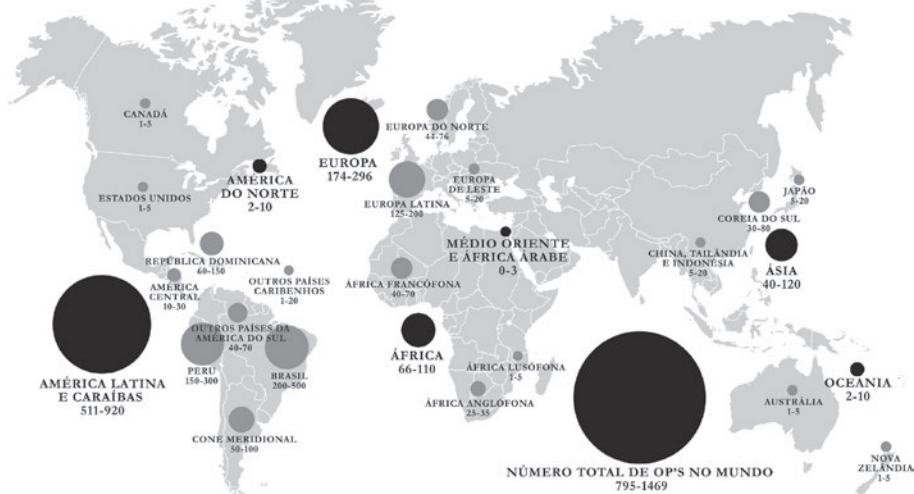 CANADÁ
1-5
AMÉRICA
DO NORTE
2-10
ESTADOS UNIDOS
1-5
REPÚBLICA DOMINICANA
60-150
AMÉRICA
CENTRAL
10-30
OUTROS PAÍSES
CARIBENHOS
1-20
OUTROS PAÍSES DA
AMÉRICA DO SUL
40-70
PERU
150-300
BRASIL
200-500
AMÉRICA LATINA
E CARAÍBAS
511-920
CONE MERIDIONAL
50-100
EUROPA
174-296
EUROPA DO NORTE
44-76
EUROPA LATINA
125-200
EUROPA
DE LESTE
5-20
MÉDIO ORIENTE
E ÁFRICA ÁRABE
0-3
ÁFRICA FRANCÓFONA
40-70
ÁFRICA
66-110
ÁFRICA LUSÓFONA
1-5
ÁFRICA ANGLÓFONA
25-35
JAPÃO
5-20
COREIA DO SUL
30-80
CHINA, TAILÂNDIA
E INDONÉSIA
5-20
ÁSIA
40-120
OCEANIA
2-10
AUSTRÁLIA
1-5
NOVA
ZELÂNDIA
1-5
NÚMERO TOTAL DE OP'S NO MUNDO
795-1469